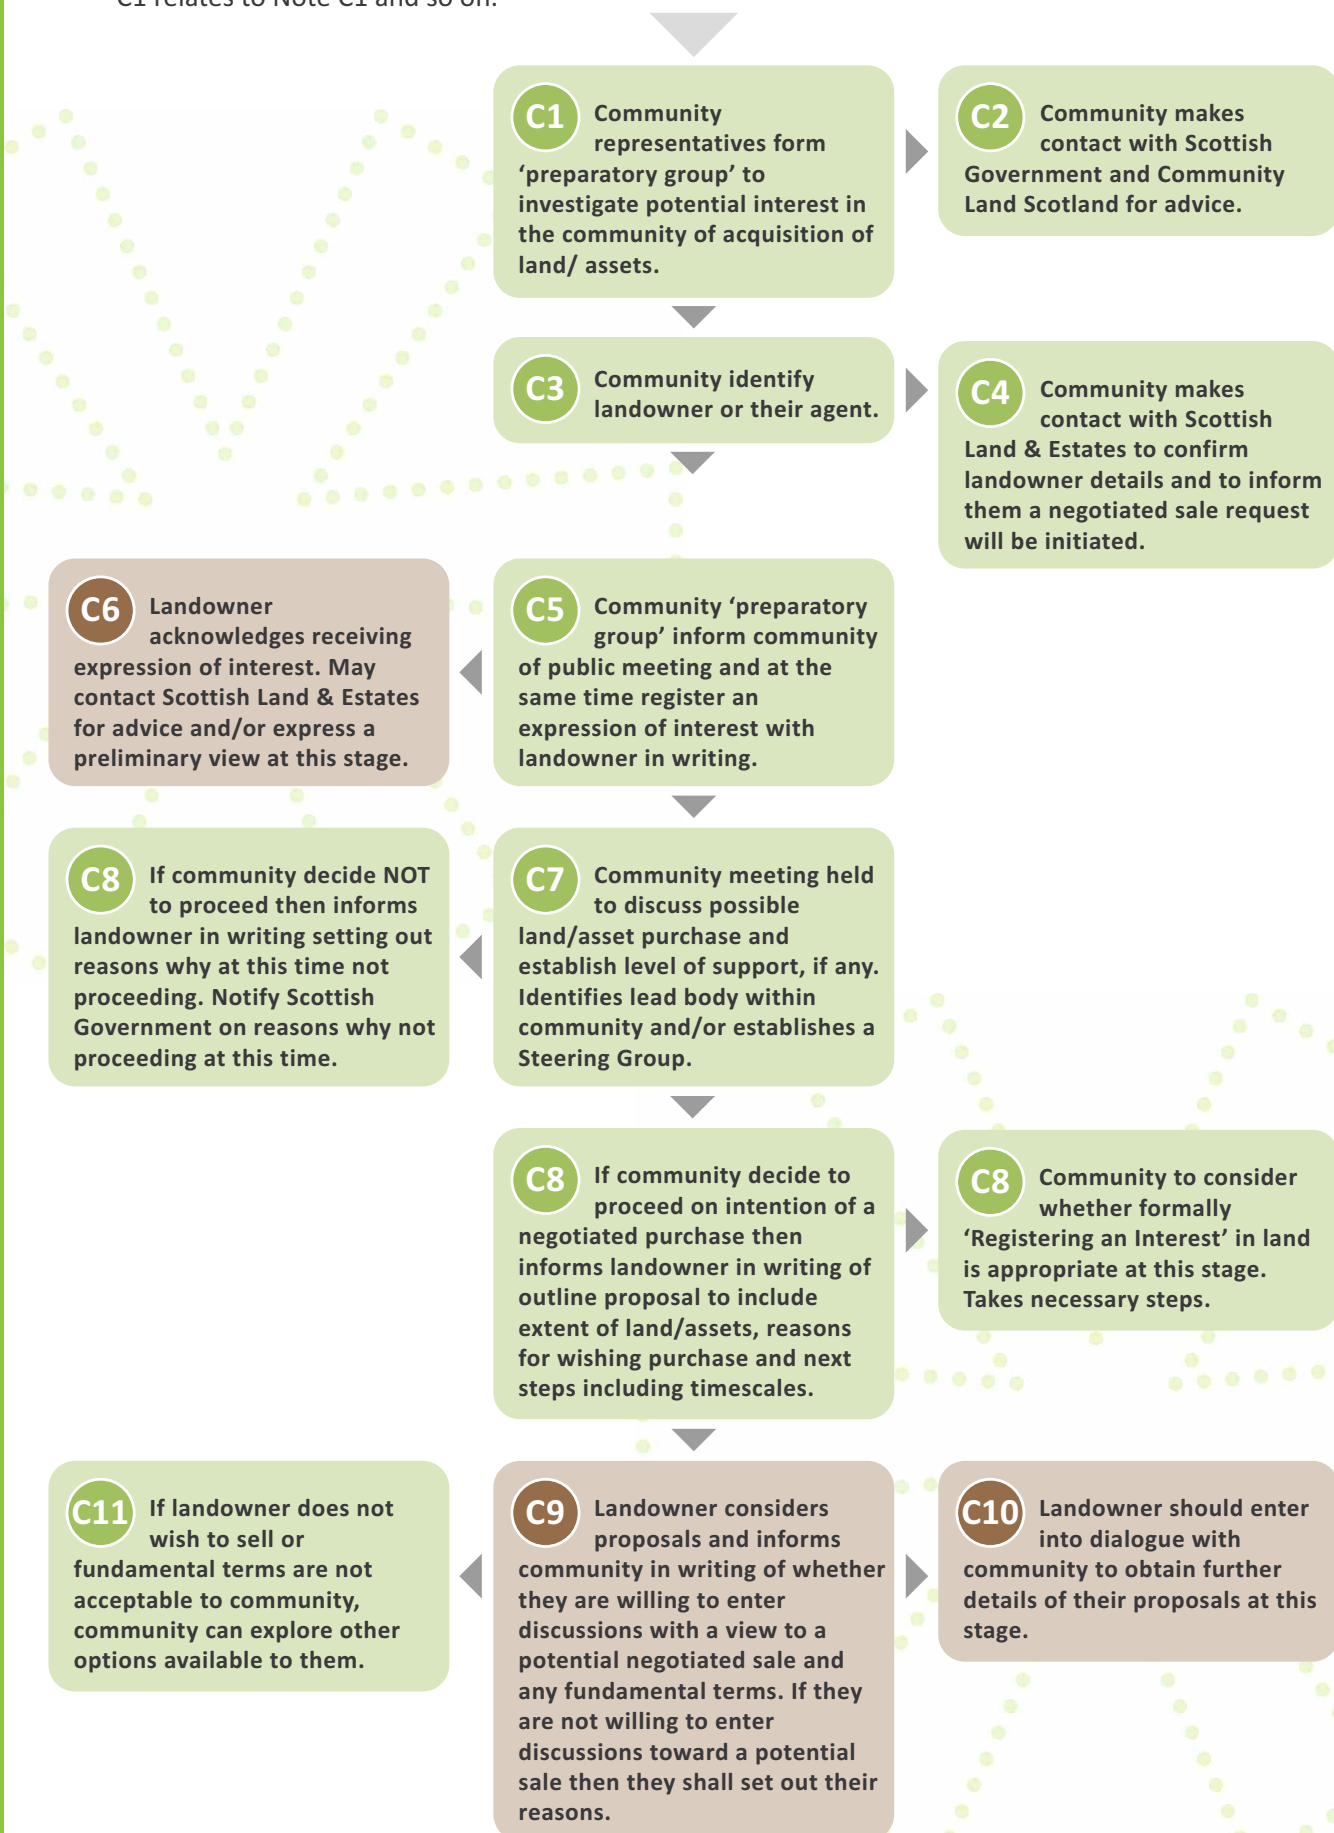 C1 relates to Note C1 and so on.
C1 Community
representatives form
‘preparatory group’ to
investigate potential interest in
the community of acquisition of
land/ assets.
C2 Community makes
contact with Scottish
Government and Community
Land Scotland for advice.
C3 Community identify
landowner or their agent.
C4 Community makes
contact with Scottish
Land & Estates to confirm
landowner details and to inform
them a negotiated sale request
will be initiated.
C6 Landowner
acknowledges receiving
expression of interest. May
contact Scottish Land & Estates
for advice and/or express a
preliminary view at this stage.
C5 Community ‘preparatory
group’ inform community
of public meeting and at the
same time register an
expression of interest with
landowner in writing.
C8 If community decide NOT
to proceed then informs
landowner in writing setting out
reasons why at this time not
proceeding. Notify Scottish
Government on reasons why not
proceeding at this time.
C7 Community meeting held
to discuss possible
land/asset purchase and
establish level of support, if any.
Identifies lead body within
community and/or establishes a
Steering Group.
C8 If community decide to
proceed on intention of a
negotiated purchase then
informs landowner in writing of
outline proposal to include
extent of land/assets, reasons
for wishing purchase and next
steps including timescales.
C8 Community to consider
whether formally
‘Registering an Interest’ in land
is appropriate at this stage.
Takes necessary steps.
C11 If landowner does not
wish to sell or
fundamental terms are not
acceptable to community,
community can explore other
options available to them.
C9 Landowner considers
proposals and informs
community in writing of whether
they are willing to enter
discussions with a view to a
potential negotiated sale and
any fundamental terms. If they
are not willing to enter
discussions toward a potential
sale then they shall set out their
reasons.
C10 Landowner should enter
into dialogue with
community to obtain further
details of their proposals at this
stage.